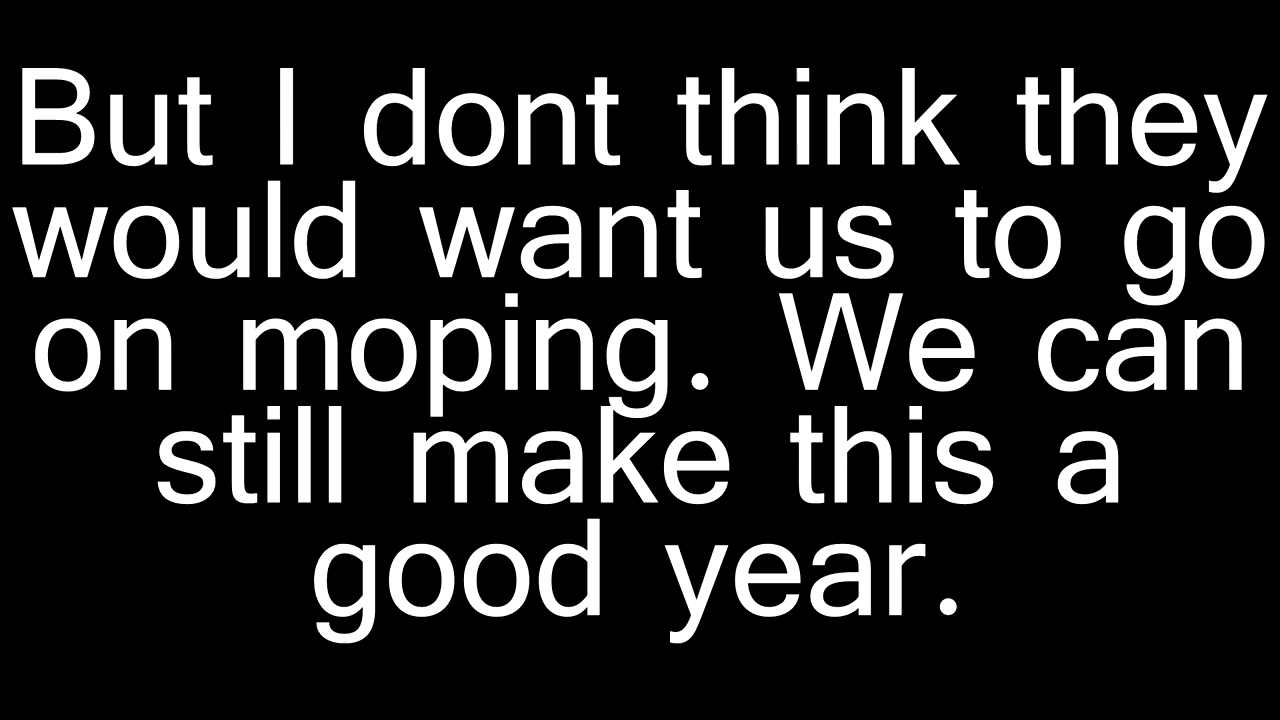 But I dont think they
would want us to go
on moping. We can
still make this a
good year.